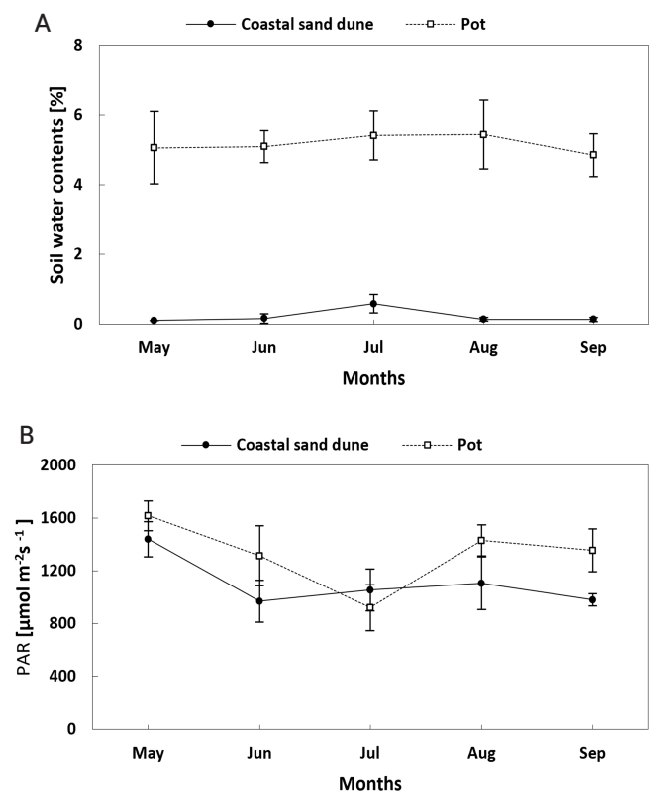 A
Coastal sand dune Pot
Soil water contents [%]
8
6
4
2
0
May Jun Jul Aug Sep
Months
B
Coastal sand dune Pot
PAR [µmol m-2s -1 ]
2000
1600
1200
800
400
0
May Jun Jul Aug Sep
Months